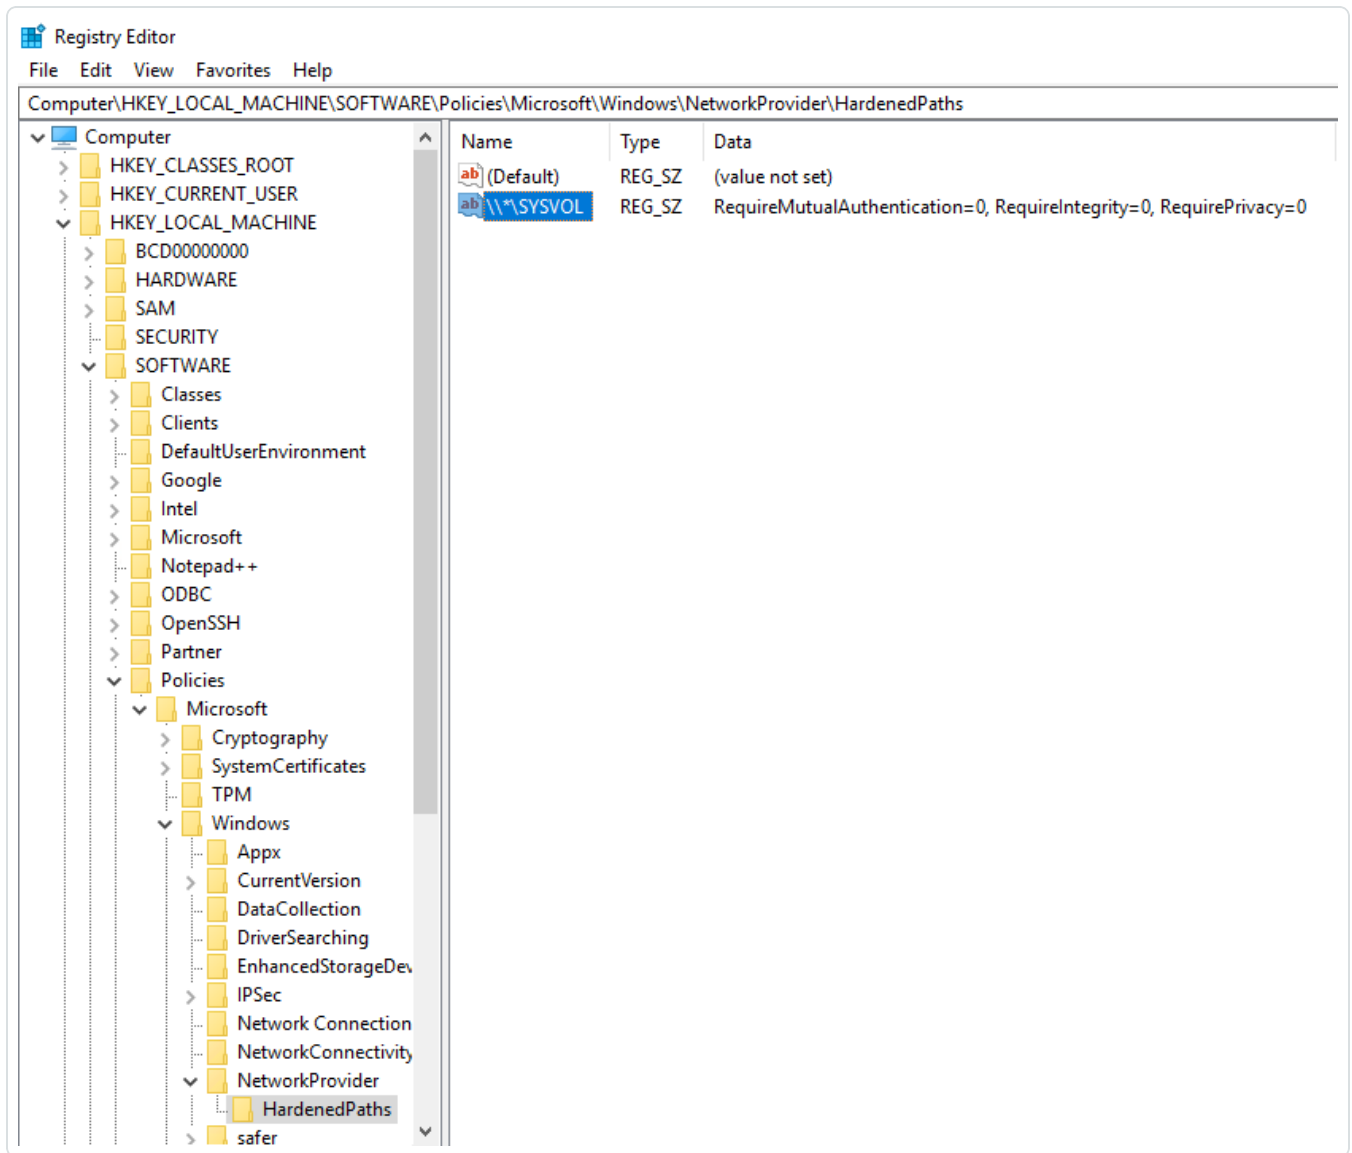 Registry Editor
File Edit View Favorites Help
Computer\HKEY_LOCAL_MACHINE\SOFTWARE\Policies\Microsoft\Windows\NetworkProvider\HardenedPaths
Computer
HKEY_CLASSES_ROOT
HKEY_CURRENT_USER
HKEY_LOCAL_MACHINE
BCD00000000
HARDWARE
SAM
SECURITY
SOFTWARE
Classes
Clients
DefaultUserEnvironment
Google
Intel
Microsoft
Notepad++
ODBC
OpenSSH
Partner
Policies
Microsoft
Cryptography
SystemCertificates
TPM
Windows
Appx
CurrentVersion
DataCollection
DriverSearching
EnhancedStorageDev
IPSec
Network Connection
NetworkConnectivity
NetworkProvider
HardenedPaths
safer
Name Type Data
ab (Default) REG_SZ (value not set)
ab \\*\SYSVOL REG_SZ RequireMutualAuthentication=0, RequireIntegrity=0, RequirePrivacy=0